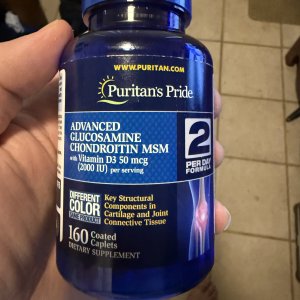 WWW.PURITAN.COM
Puritan's Pride
ADVANCED
GLUCOSAMINE
CHONDROITIN MSM
with Vitamin D3 50 mcg
(2000 IU) per serving
2
PER DAY
FORMULA
DIFFERENT
COLOR
SAME PRODUCT
Key Structural
Components in
Cartilage and Joint
Connective Tissue
160 Coated
Caplets
DIETARY SUPPLEMENT